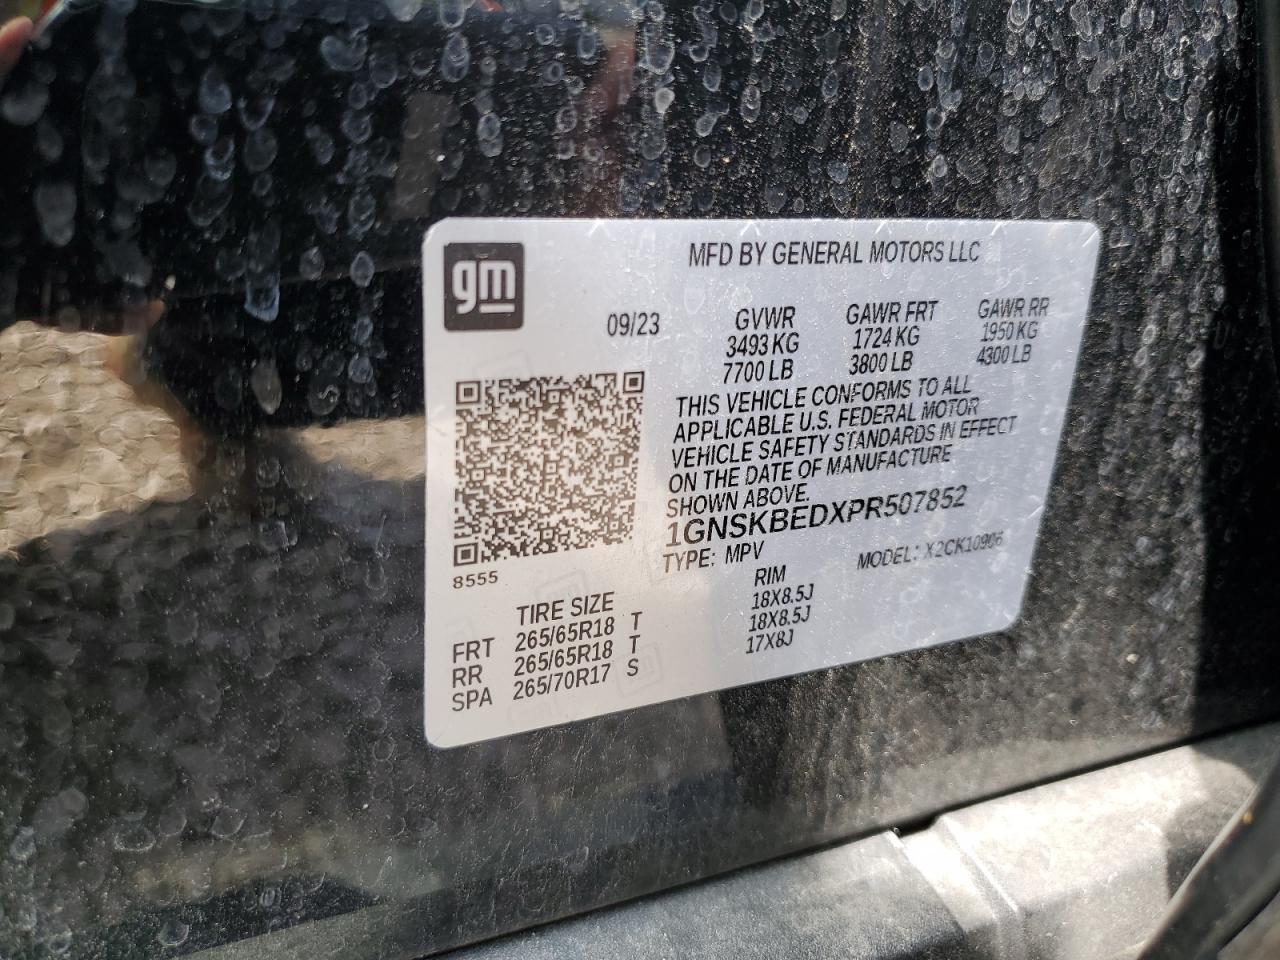 gm
MFD BY GENERAL MOTORS LLC
09/23
GVWR GAWR FRT GAWR RR
3493 KG 1724 KG 1950 KG
7700 LB 3800 LB 4300 LB
THIS VEHICLE CONFORMS TO ALL
APPLICABLE U.S. FEDERAL MOTOR
VEHICLE SAFETY STANDARDS IN EFFECT
ON THE DATE OF MANUFACTURE
SHOWN ABOVE.
1GNSKBEDXPR507852
TYPE: MPV MODEL: X2CK10906
8555
TIRE SIZE RIM
FRT 265/65R18 T 18X8.5J
RR 265/65R18 T 18X8.5J
SPA 265/70R17 S 17X8J